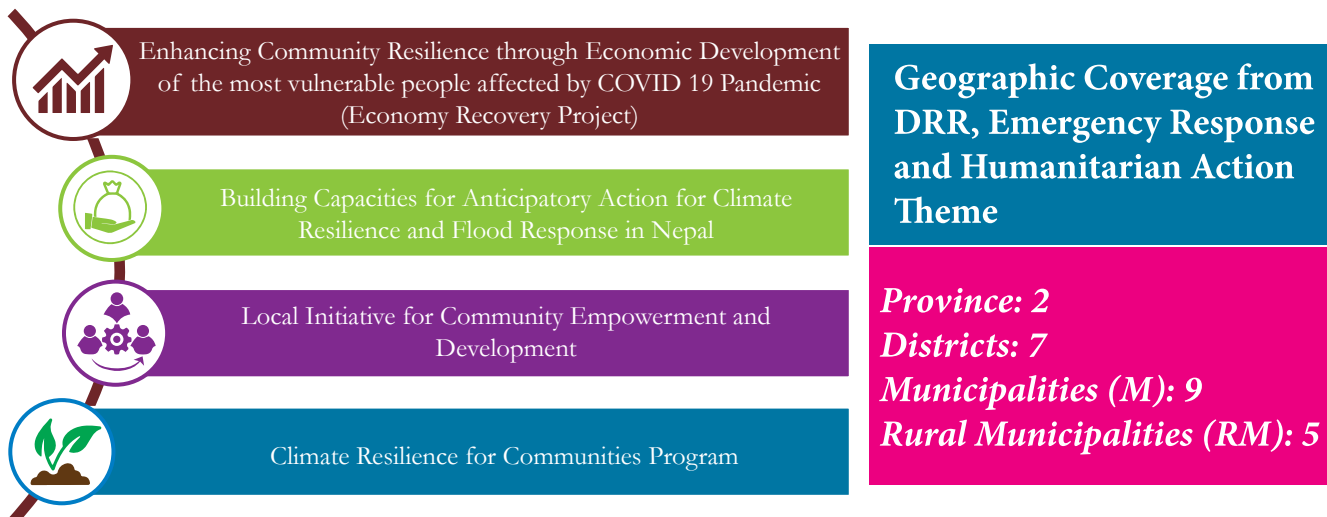 Enhancing Community Resilience through Economic Development
of the most vulnerable people affected by COVID 19 Pandemic
(Economy Recovery Project)
Building Capacities for Anticipatory Action for Climate
Resilience and Flood Response in Nepal
Local Initiative for Community Empowerment and
Development
Climate Resilience for Communities Program
Geographic Coverage from
DRR, Emergency Response
and Humanitarian Action
Theme
Province: 2
Districts: 7
Municipalities (M): 9
Rural Municipalities (RM): 5